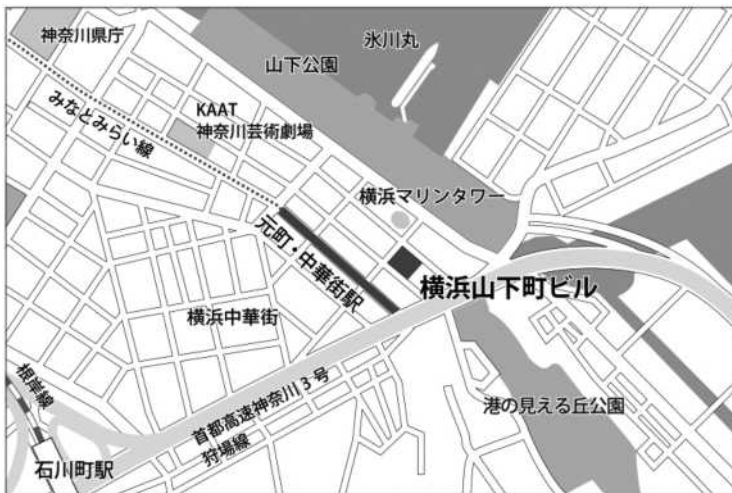 神奈川県庁
氷川丸
山下公園
みなとみらい線
KAAT
神奈川芸術劇場
横浜マリンタワー
元町・中華街駅
横浜山下町ビル
横浜中華街
根岸線
首都高速神奈川3号
狩場線
港の見える丘公園
石川町駅